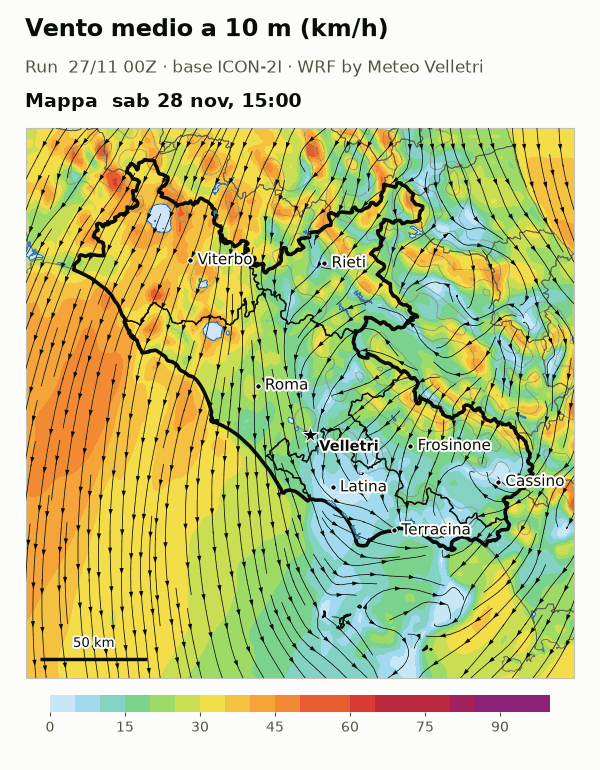 Vento medio a 10 m (km/h)
Run  27/11 00Z · base ICON-2I · WRF by Meteo Velletri
Mappa  sab 28 nov, 15:00
Viterbo
Rieti
Roma
Velletri
Frosinone
Latina
Cassino
Terracina
50 km
0 15 30 45 60 75 90